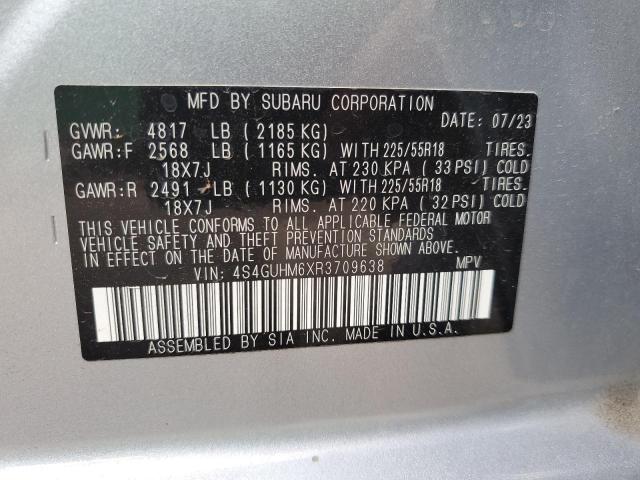 MFD BY SUBARU CORPORATION
DATE: 07/23
GVWR: 4817 LB (2185 KG)
GAWR:F 2568 LB (1165 KG) WITH 225/55R18 TIRES.
18X7J RIMS. AT 230 KPA (33 PSI) COLD
GAWR:R 2491 LB (1130 KG) WITH 225/55R18 TIRES.
18X7J RIMS. AT 220 KPA (32 PSI) COLD
THIS VEHICLE CONFORMS TO ALL APPLICABLE FEDERAL MOTOR
VEHICLE SAFETY AND THEFT PREVENTION STANDARDS
IN EFFECT ON THE DATE OF MANUFACTURE SHOWN ABOVE.
VIN: 4S4GUHM6XR3709638 MPV
ASSEMBLED BY SIA INC. MADE IN U.S.A.